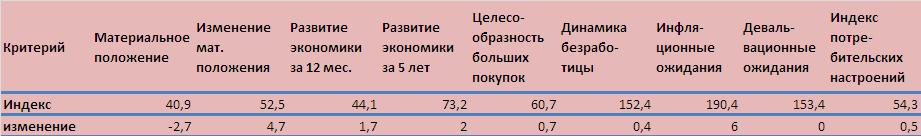 Критерий
Материальное
положение
Изменение
мат.
положения
Развитие
экономики
за 12 мес.
Развитие
экономики
за 5 лет
Целесо-
образность
больших
покупок
Динамика
безрабо-
тицы
Инфля-
ционные
ожидания
Деваль-
вационные
ожидания
Индекс
потре-
бительских
настроений
Индекс 40,9 52,5 44,1 73,2 60,7 152,4 190,4 153,4 54,3
изменение -2,7 4,7 1,7 2 0,7 0,4 6 0 0,5